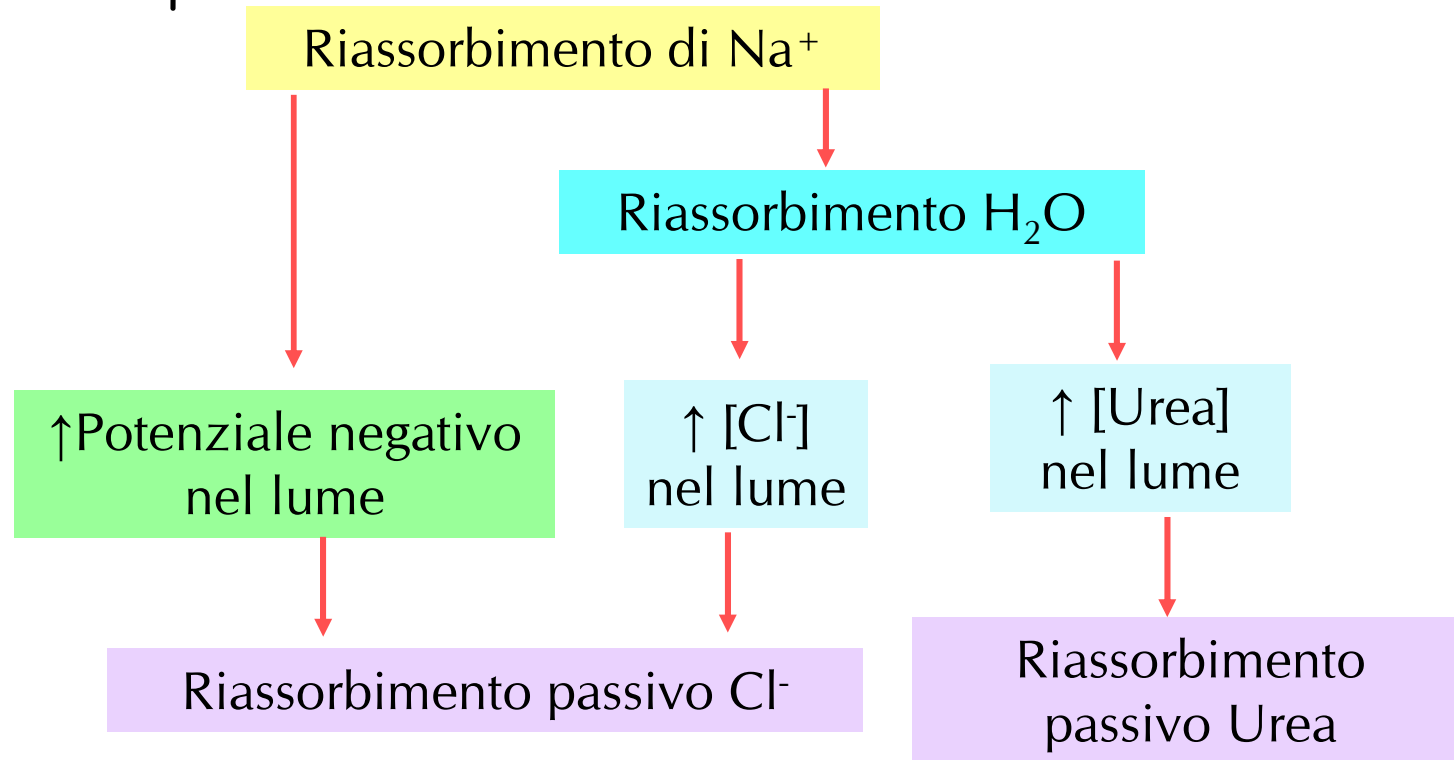 Riassorbimento di Na⁺
Riassorbimento H₂O
↑Potenziale negativo
nel lume
↑ [Cl⁻]
nel lume
↑ [Urea]
nel lume
Riassorbimento passivo Cl⁻
Riassorbimento
passivo Urea